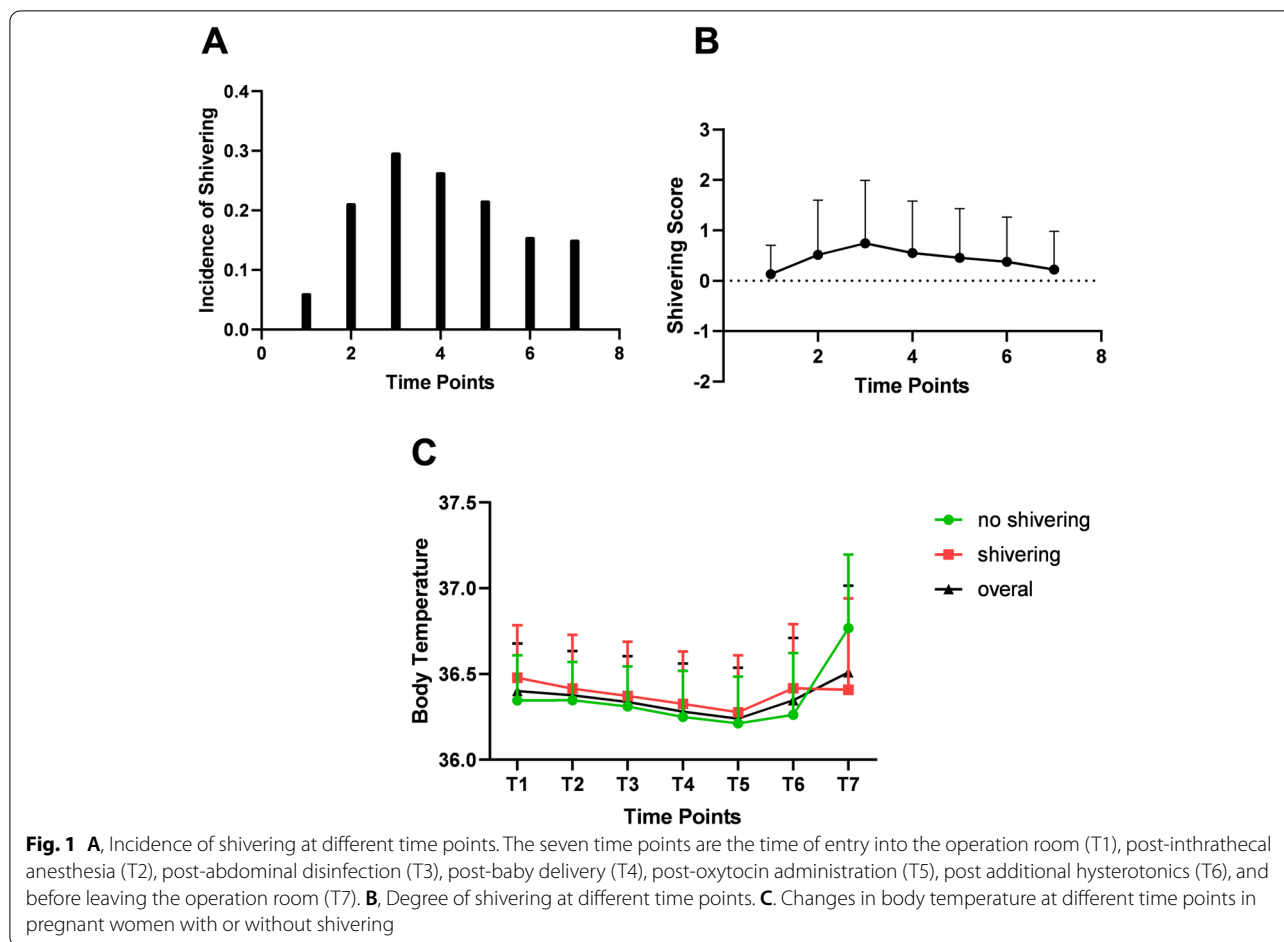 A
0.4
0.3
0.2
0.1
0.0
Incidence of Shivering
0 2 4 6 8
Time Points
B
3
2
1
0
-1
-2
Shivering Score
2 4 6 8
Time Points
C
37.5
37.0
36.5
36.0
Body Temperature
T1 T2 T3 T4 T5 T6 T7
Time Points
no shivering
shivering
overal
Fig. 1 A, Incidence of shivering at different time points. The seven time points are the time of entry into the operation room (T1), post-inthrathecal
anesthesia (T2), post-abdominal disinfection (T3), post-baby delivery (T4), post-oxytocin administration (T5), post additional hysterotonics (T6), and
before leaving the operation room (T7). B, Degree of shivering at different time points. C. Changes in body temperature at different time points in
pregnant women with or without shivering